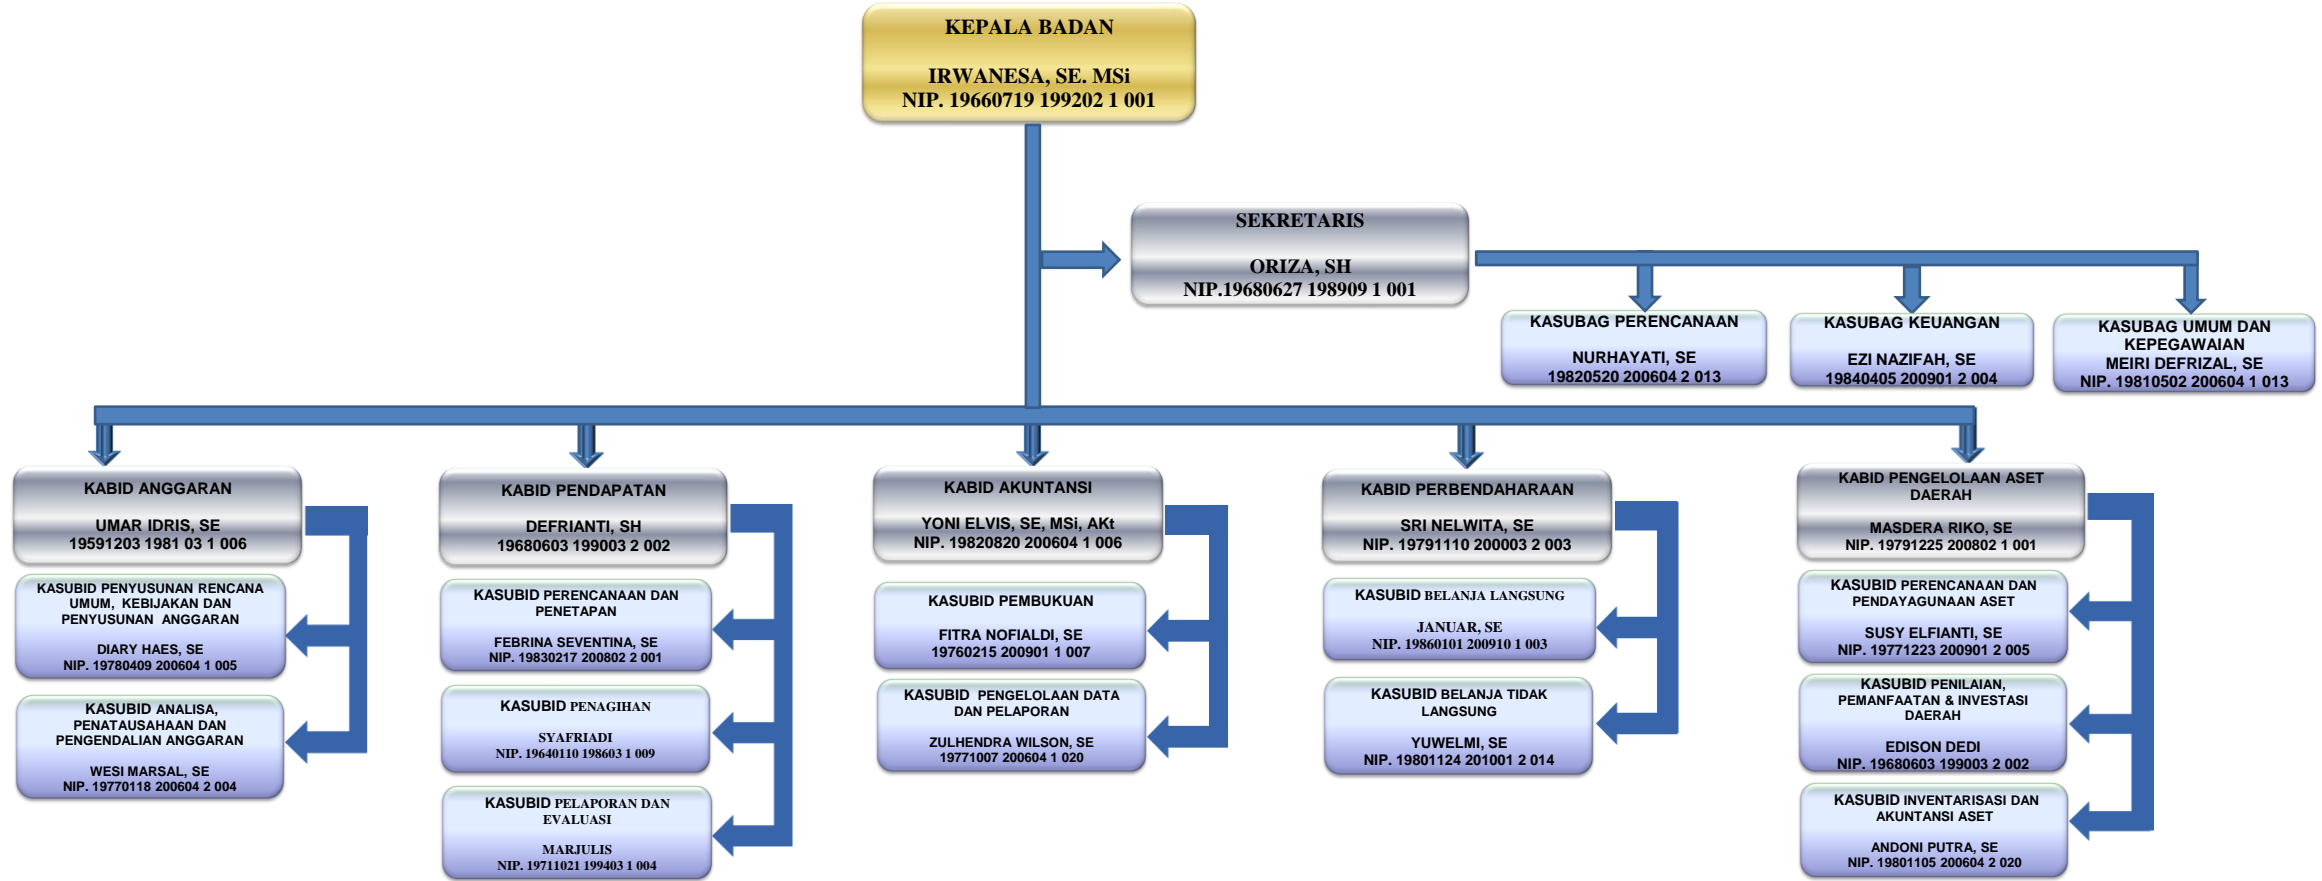 KEPALA BADAN
IRWANESA, SE. MSi
NIP. 19660719 199202 1 001
SEKRETARIS
ORIZA, SH
NIP.19680627 198909 1 001
KASUBAG PERENCANAAN
NURHAYATI, SE
19820520 200604 2 013
KASUBAG KEUANGAN
EZI NAZIFAH, SE
19840405 200901 2 004
KASUBAG UMUM DAN
KEPEGAWAIAN
MEIRI DEFRIZAL, SE
NIP. 19810502 200604 1 013
KABID ANGGARAN
UMAR IDRIS, SE
19591203 1981 03 1 006
KASUBID PENYUSUNAN RENCANA
UMUM, KEBIJAKAN DAN
PENYUSUNAN ANGGARAN
DIARY HAES, SE
NIP. 19780409 200604 1 005
KASUBID ANALISA,
PENATAUSAHAAN DAN
PENGENDALIAN ANGGARAN
WESI MARSAL, SE
NIP. 19770118 200604 2 004
KABID PENDAPATAN
DEFRIANTI, SH
19680603 199003 2 002
KASUBID PERENCANAAN DAN
PENETAPAN
FEBRINA SEVENTINA, SE
NIP. 19830217 200802 2 001
KASUBID PENAGIHAN
SYAFRIADI
NIP. 19640110 198603 1 009
KASUBID PELAPORAN DAN
EVALUASI
MARJULIS
NIP. 19711021 199403 1 004
KABID AKUNTANSI
YONI ELVIS, SE, MSi, AKt
NIP. 19820820 200604 1 006
KASUBID PEMBUKUAN
FITRA NOFIALDI, SE
19760215 200901 1 007
KASUBID PENGELOLAAN DATA
DAN PELAPORAN
ZULHENDRA WILSON, SE
19771007 200604 1 020
KABID PERBENDAHARAAN
SRI NELWITA, SE
NIP. 19791110 200003 2 003
KASUBID BELANJA LANGSUNG
JANUAR, SE
NIP. 19860101 200910 1 003
KASUBID BELANJA TIDAK
LANGSUNG
YUWELMI, SE
NIP. 19801124 201001 2 014
KABID PENGELOLAAN ASET
DAERAH
MASDERA RIKO, SE
NIP. 19791225 200802 1 001
KASUBID PERENCANAAN DAN
PENDAYAGUNAAN ASET
SUSY ELFIANTI, SE
NIP. 19771223 200901 2 005
KASUBID PENILAIAN,
PEMANFAATAN & INVESTASI
DAERAH
EDISON DEDI
NIP. 19680603 199003 2 002
KASUBID INVENTARISASI DAN
AKUNTANSI ASET
ANDONI PUTRA, SE
NIP. 19801105 200604 2 020